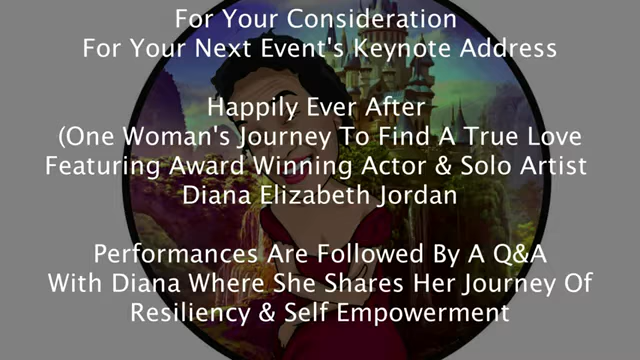 For Your Consideration
For Your Next Event's Keynote Address
Happily Ever After
(One Woman's Journey To Find A True Love
Featuring Award Winning Actor & Solo Artist
Diana Elizabeth Jordan
Performances Are Followed By A Q&A
With Diana Where She Shares Her Journey Of
Resiliency & Self Empowerment